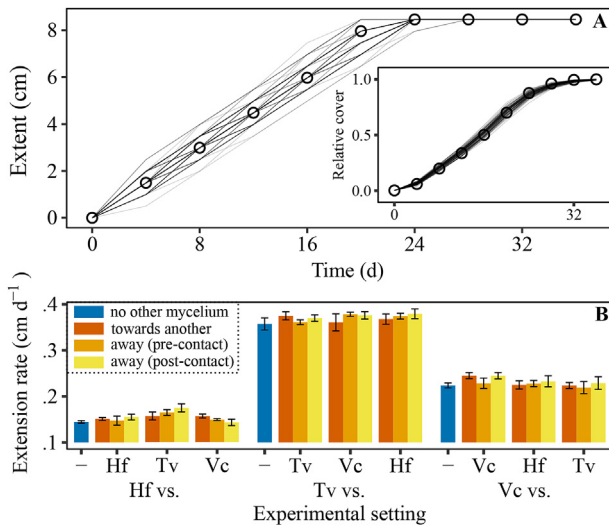 A
Extent (cm)
8
6
4
2
0
0
8
16
24
32
Time (d)
Relative cover
1.0
0.5
0.0
0
32
B
Extension rate (cm d⁻¹)
.4
.3
.2
.1
no other mycelium
towards another
away (pre-contact)
away (post-contact)
– Hf Tv Vc – Tv Vc Hf – Vc Hf Tv
Hf vs. Tv vs. Vc vs.
Experimental setting